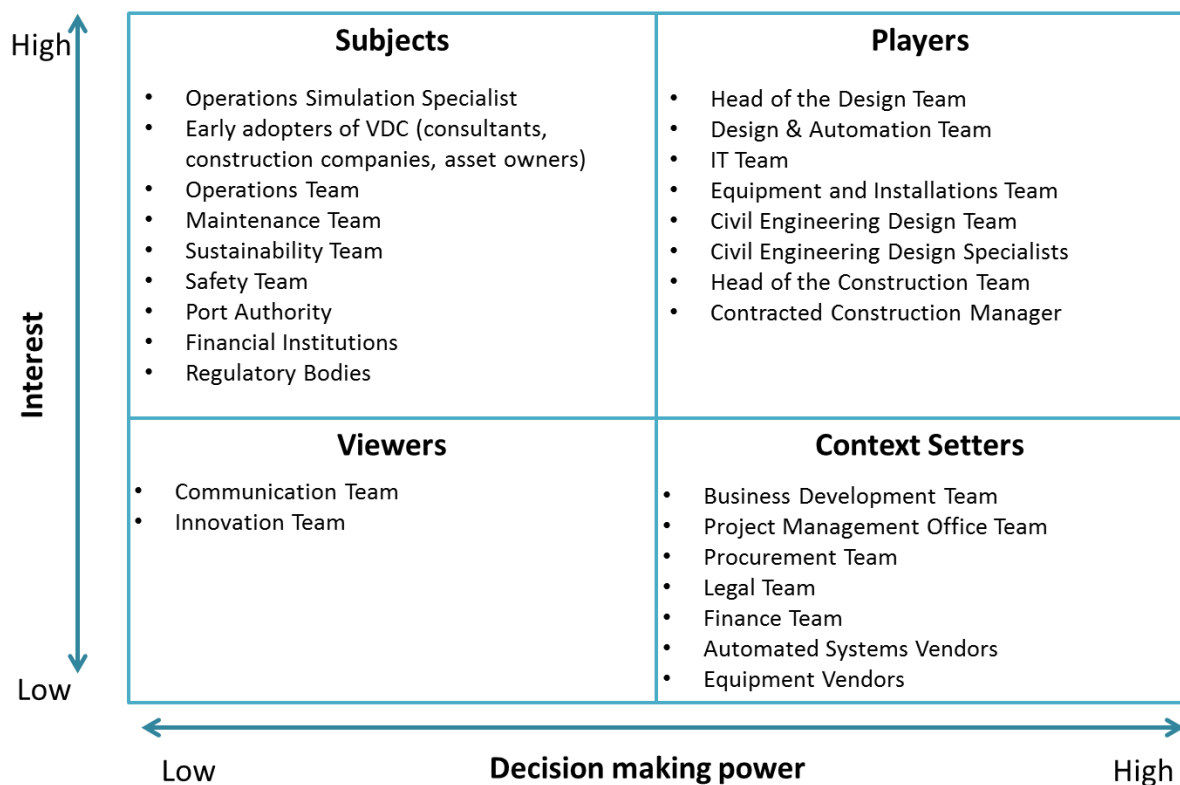 High
Subjects
• Operations Simulation Specialist
• Early adopters of VDC (consultants,
construction companies, asset owners)
• Operations Team
• Maintenance Team
• Sustainability Team
• Safety Team
• Port Authority
• Financial Institutions
• Regulatory Bodies
Players
• Head of the Design Team
• Design & Automation Team
• IT Team
• Equipment and Installations Team
• Civil Engineering Design Team
• Civil Engineering Design Specialists
• Head of the Construction Team
• Contracted Construction Manager
Interest
Viewers
• Communication Team
• Innovation Team
Context Setters
• Business Development Team
• Project Management Office Team
• Procurement Team
• Legal Team
• Finance Team
• Automated Systems Vendors
• Equipment Vendors
Low
Low
Decision making power
High